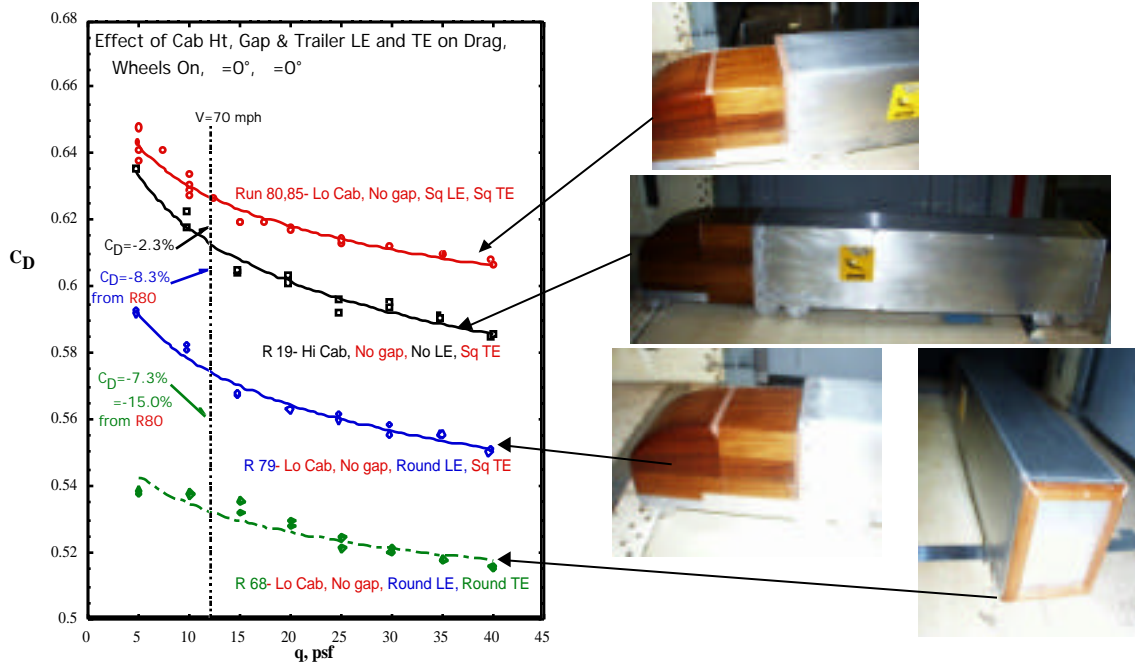 0.68
0.66
0.64
0.62
0.6
0.58
0.56
0.54
0.52
0.5
C_D
Effect of Cab Ht, Gap & Trailer LE and TE on Drag,
Wheels On, =0°, =0°
V=70 mph
Run 80,85- Lo Cab, No gap, Sq LE, Sq TE
C_D=-2.3%
C_D=-8.3%
from R80
R 19- Hi Cab, No gap, No LE, Sq TE
C_D=-7.3%
=-15.0%
from R80
R 79- Lo Cab, No gap, Round LE, Sq TE
R 68- Lo Cab, No gap, Round LE, Round TE
0 5 10 15 20 25 30 35 40 45
q, psf